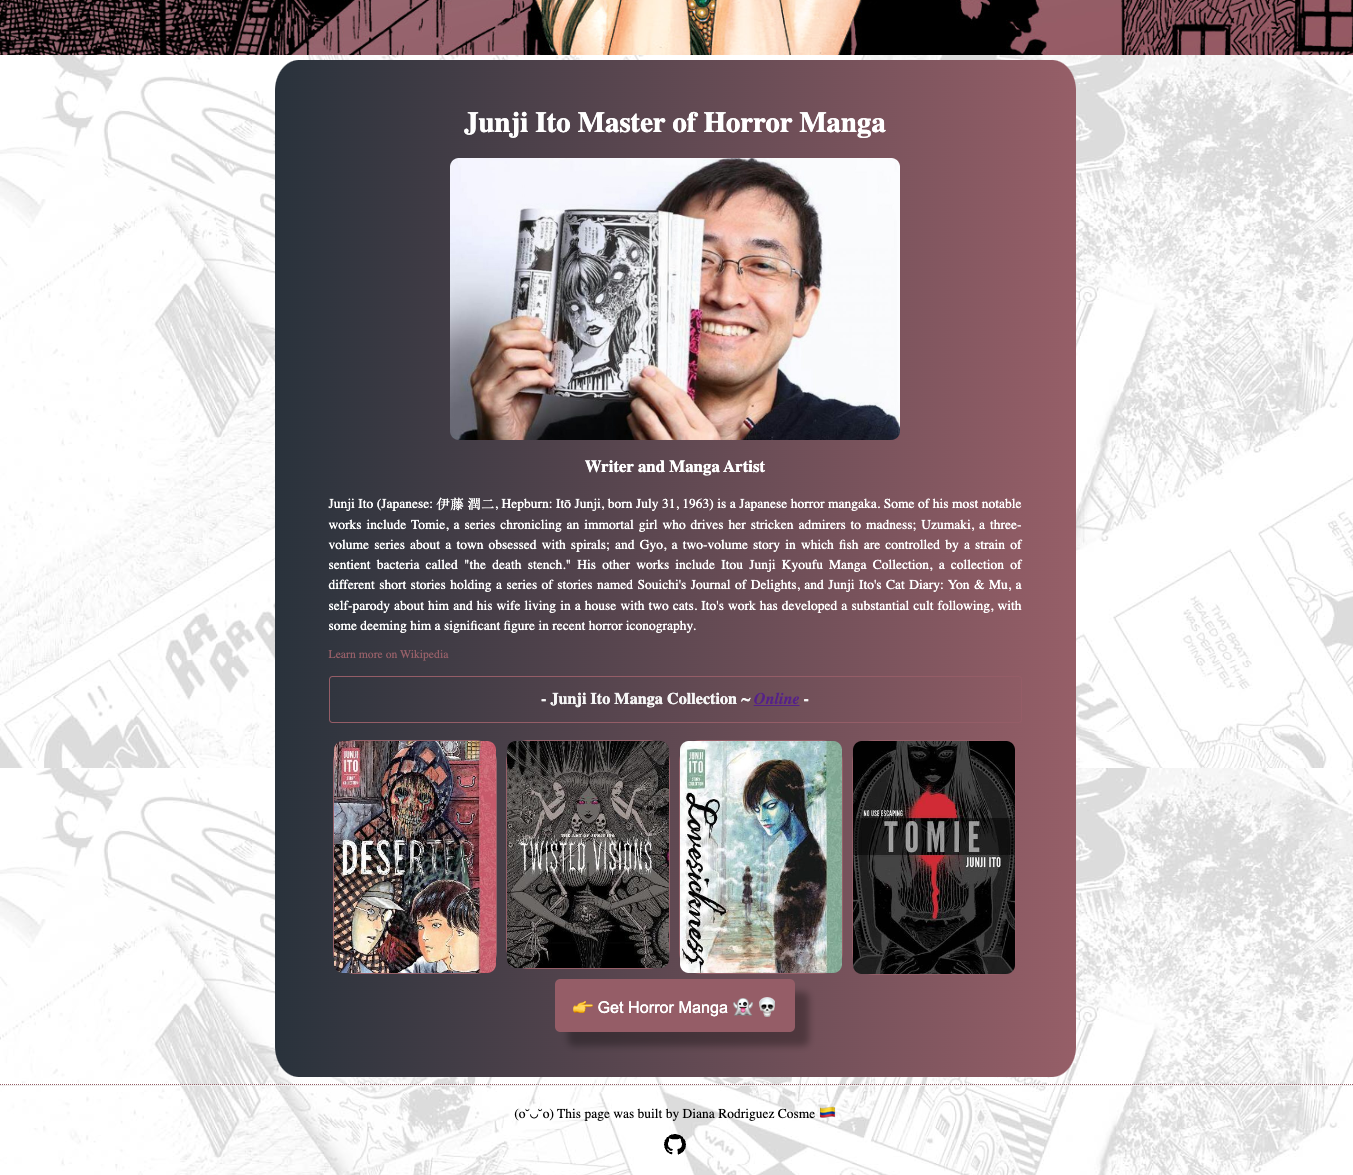 Junji Ito Master of Horror Manga
Writer and Manga Artist
Junji Ito (Japanese: 伊藤 潤二, Hepburn: Itō Junji, born July 31, 1963) is a Japanese horror mangaka. Some of his most notable
works include Tomie, a series chronicling an immortal girl who drives her stricken admirers to madness; Uzumaki, a three-
volume series about a town obsessed with spirals; and Gyo, a two-volume story in which fish are controlled by a strain of
sentient bacteria called "the death stench." His other works include Itou Junji Kyoufu Manga Collection, a collection of
different short stories holding a series of stories named Souichi's Journal of Delights, and Junji Ito's Cat Diary: Yon & Mu, a
self-parody about him and his wife living in a house with two cats. Ito's work has developed a substantial cult following, with
some deeming him a significant figure in recent horror iconography.
Learn more on Wikipedia
- Junji Ito Manga Collection ~ Online -
JUNJI
ITO
DESERTER
THE ART OF JUNJI ITO
TWISTED VISIONS
JUNJI
ITO
Lovesickness
NO USE ESCAPING
TOMIE
JUNJI ITO
👉 Get Horror Manga 👻 💀
(o˘◡˘o) This page was built by Diana Rodriguez Cosme 🇨🇴
THAT BRAT'S
HEALED TOO! HE
WAS DEFINITELY
DYING.
WAH